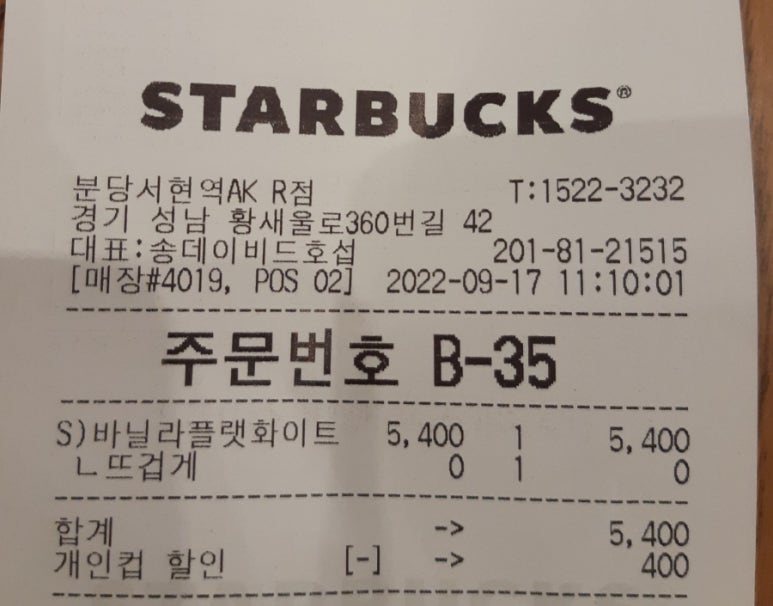 STARBUCKS®
분당서현역AK R점 T:1522-3232
경기 성남 황새울로360번길 42
대표:송데이비드호섭 201-81-21515
[매장#4019, POS 02] 2022-09-17 11:10:01
주문번호 B-35
S)바닐라플랫화이트 5,400 1 5,400
ㄴ뜨겁게 0 1 0
합계 -> 5,400
개인컵 할인 [-] -> 400